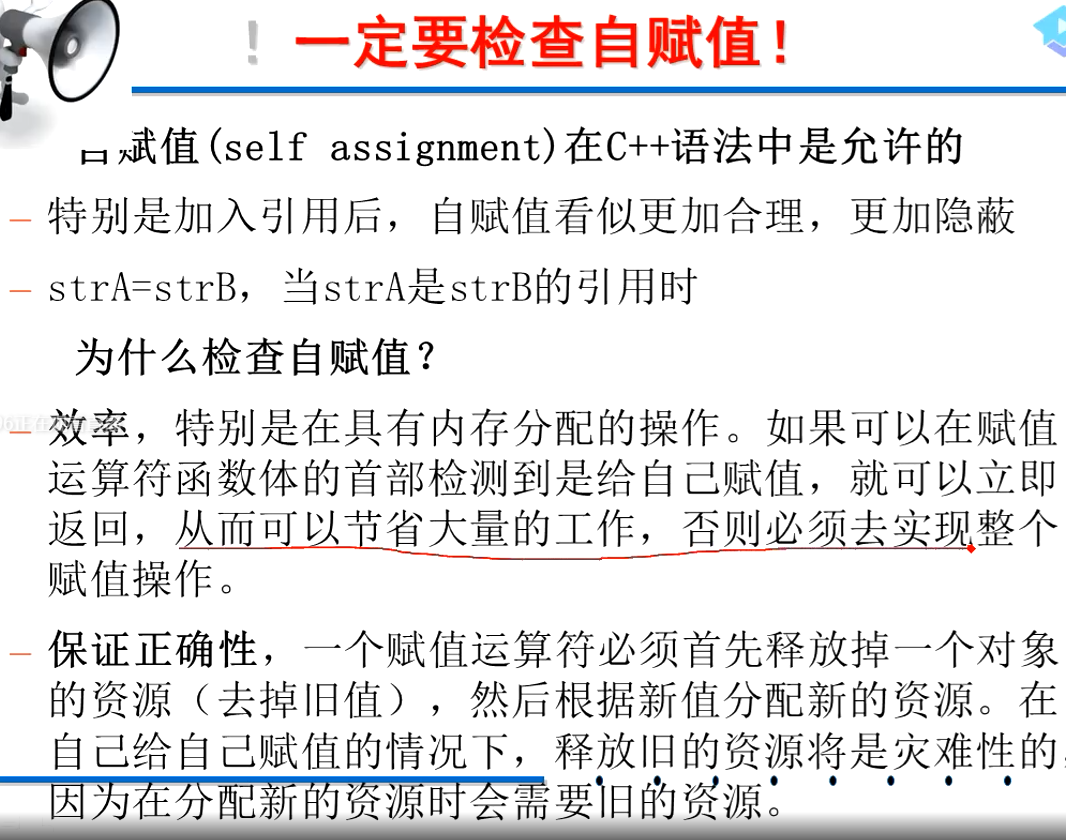 ！一定要检查自赋值！
自赋值(self assignment)在C++语法中是允许的
– 特别是加入引用后，自赋值看似更加合理，更加隐蔽
– strA=strB，当strA是strB的引用时
为什么检查自赋值？
– 效率，特别是在具有内存分配的操作。如果可以在赋值
运算符函数体的首部检测到是给自己赋值，就可以立即
返回，从而可以节省大量的工作，否则必须去实现整个
赋值操作。
– 保证正确性，一个赋值运算符必须首先释放掉一个对象
的资源（去掉旧值），然后根据新值分配新的资源。在
自己给自己赋值的情况下，释放旧的资源将是灾难性的，
因为在分配新的资源时会需要旧的资源。